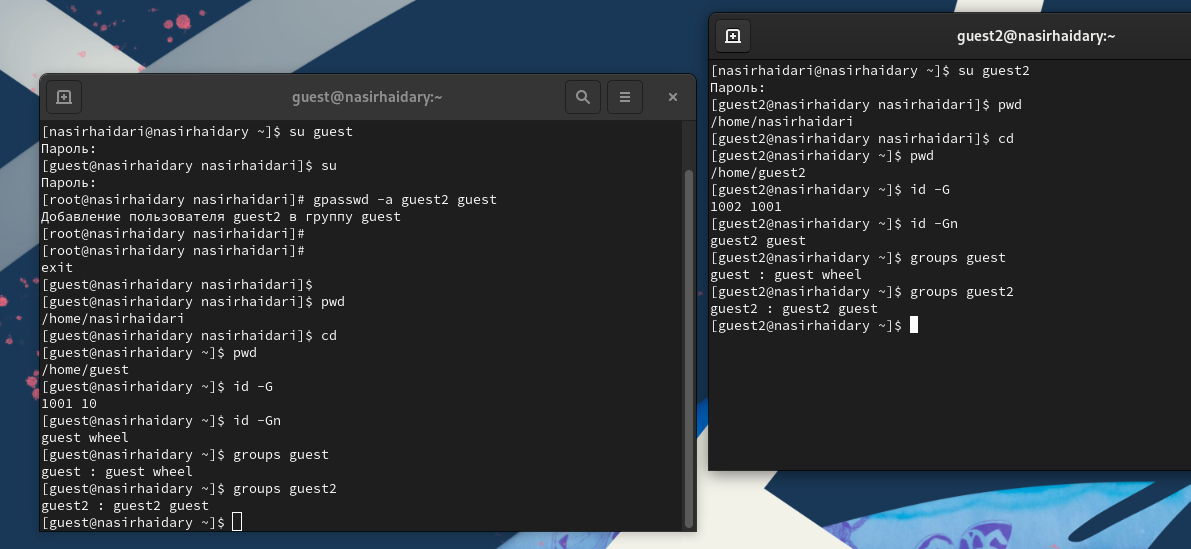 guest@nasirhaidary:~
[nasirhaidari@nasirhaidary ~]$ su guest
Пароль:
[guest@nasirhaidary nasirhaidari]$ su
Пароль:
[root@nasirhaidary nasirhaidari]# gpasswd -a guest2 guest
Добавление пользователя guest2 в группу guest
[root@nasirhaidary nasirhaidari]#
[root@nasirhaidary nasirhaidari]#
exit
[guest@nasirhaidary nasirhaidari]$
[guest@nasirhaidary nasirhaidari]$ pwd
/home/nasirhaidari
[guest@nasirhaidary nasirhaidari]$ cd
[guest@nasirhaidary ~]$ pwd
/home/guest
[guest@nasirhaidary ~]$ id -G
1001 10
[guest@nasirhaidary ~]$ id -Gn
guest wheel
[guest@nasirhaidary ~]$ groups guest
guest : guest wheel
[guest@nasirhaidary ~]$ groups guest2
guest2 : guest2 guest
[guest@nasirhaidary ~]$
guest2@nasirhaidary:~
[nasirhaidari@nasirhaidary ~]$ su guest2
Пароль:
[guest2@nasirhaidary nasirhaidari]$ pwd
/home/nasirhaidari
[guest2@nasirhaidary nasirhaidari]$ cd
[guest2@nasirhaidary ~]$ pwd
/home/guest2
[guest2@nasirhaidary ~]$ id -G
1002 1001
[guest2@nasirhaidary ~]$ id -Gn
guest2 guest
[guest2@nasirhaidary ~]$ groups guest
guest : guest wheel
[guest2@nasirhaidary ~]$ groups guest2
guest2 : guest2 guest
[guest2@nasirhaidary ~]$